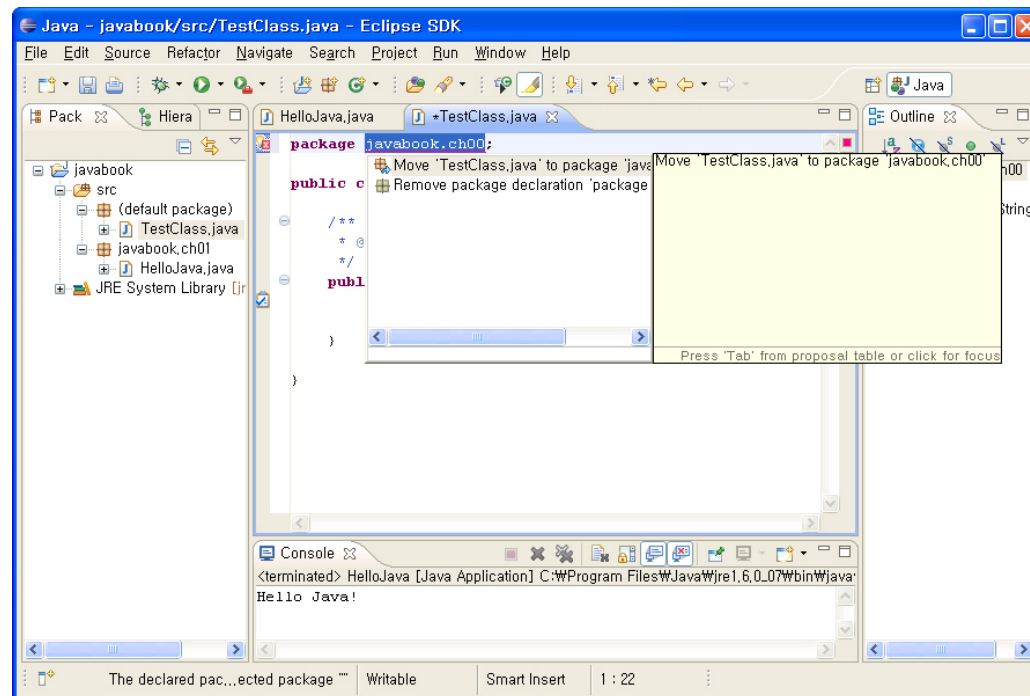 Java - javabook/src/TestClass.java - Eclipse SDK
File Edit Source Refactor Navigate Search Project Run Window Help
Java
Pack Hiera
HelloJava.java *TestClass.java
Outline
package javabook.ch00;
Move 'TestClass.java' to package 'java
Remove package declaration 'package
Move 'TestClass.java' to package 'javabook.ch00'
Press 'Tab' from proposal table or click for focus
h00
String
public c
/**
* @
*/
publ
}
}
javabook
src
(default package)
TestClass.java
javabook.ch01
HelloJava.java
JRE System Library [jr
Console
<terminated> HelloJava [Java Application] C:₩Program Files₩Java₩jre1.6.0_07₩bin₩java
Hello Java!
The declared pac...ected package "" Writable Smart Insert 1 : 22